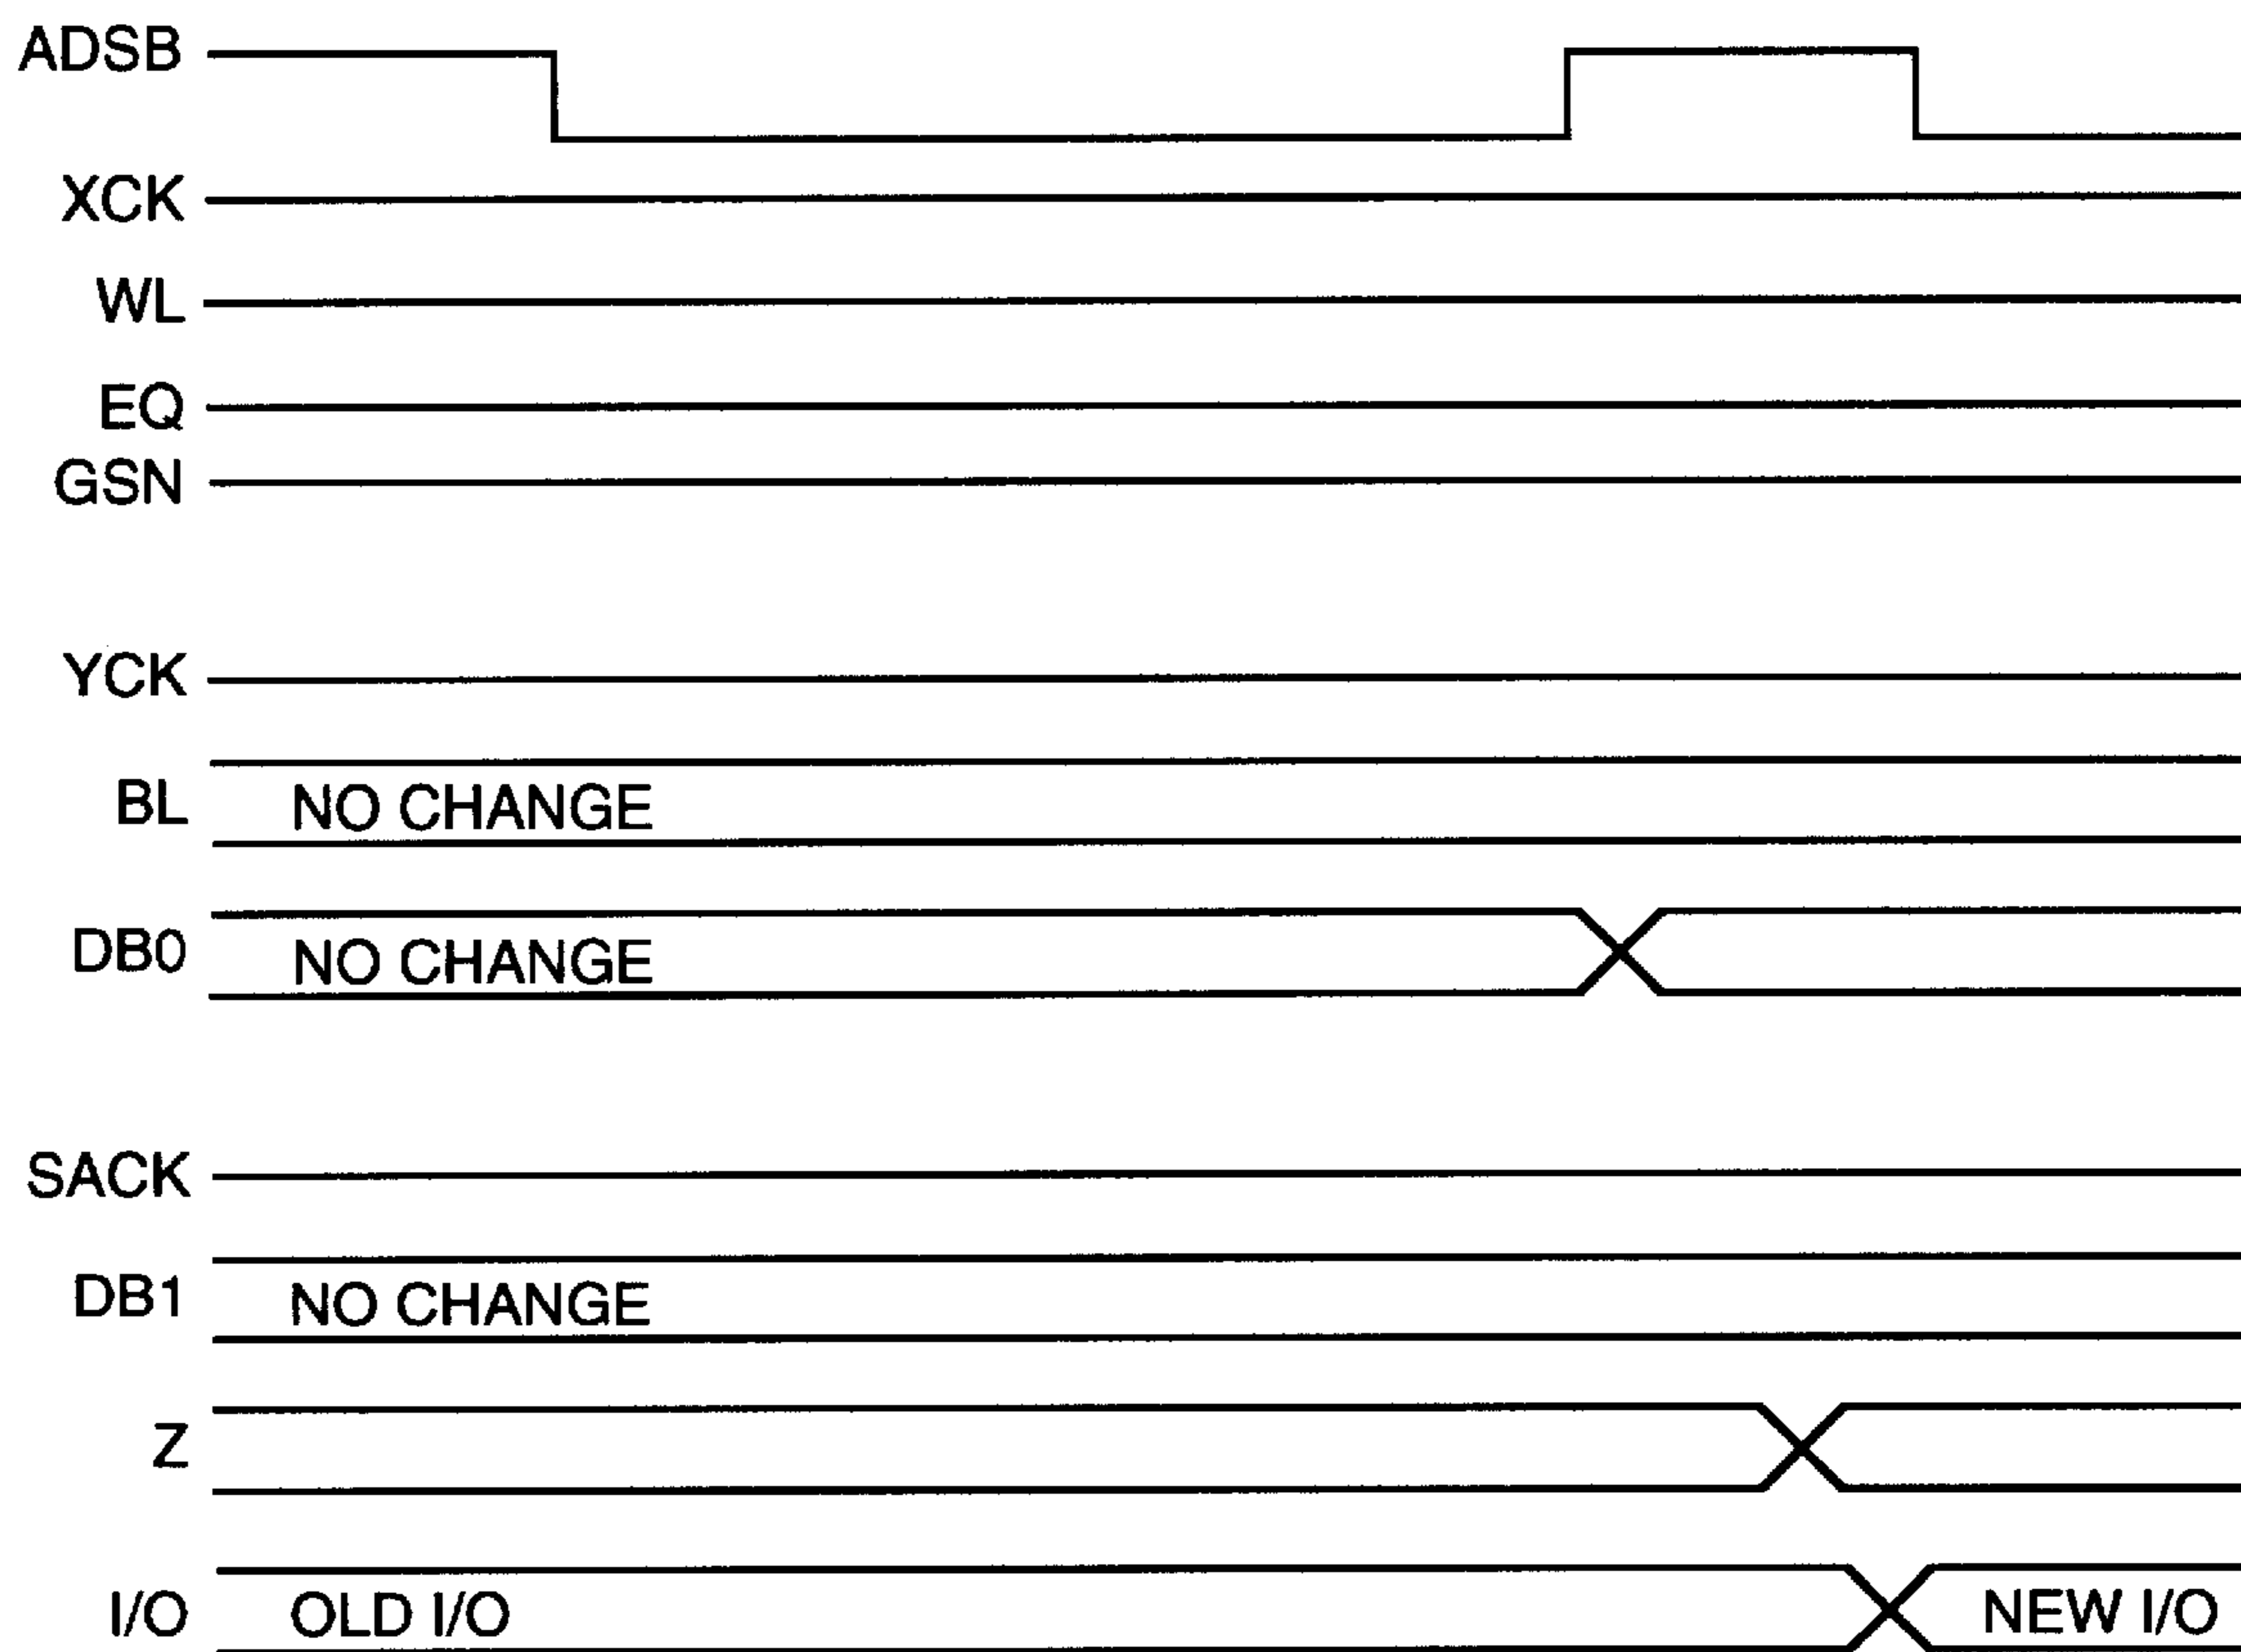 ADSB
XCK
WL
EQ
GSN
YCK
BL NO CHANGE
DB0 NO CHANGE
SACK
DB1 NO CHANGE
Z
I/O OLD I/O NEW I/O